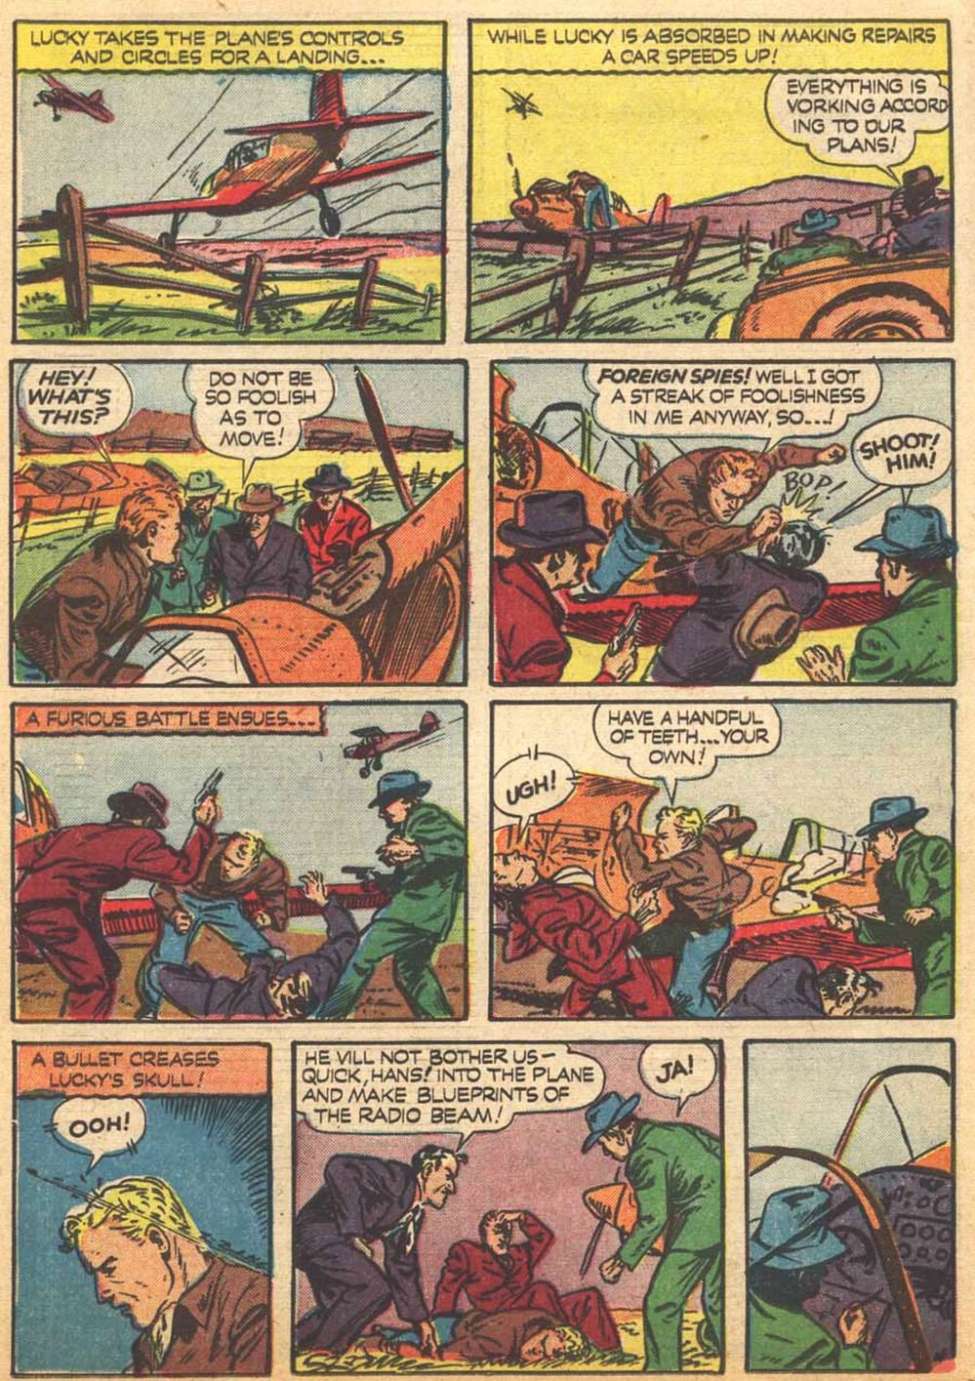 LUCKY TAKES THE PLANE'S CONTROLS
AND CIRCLES FOR A LANDING...
WHILE LUCKY IS ABSORBED IN MAKING REPAIRS
A CAR SPEEDS UP!
EVERYTHING IS
VORKING ACCORD
ING TO OUR
PLANS!
HEY!
WHAT'S
THIS?
DO NOT BE
SO FOOLISH
AS TO
MOVE!
FOREIGN SPIES! WELL I GOT
A STREAK OF FOOLISHNESS
IN ME ANYWAY, SO...!
BOP!
SHOOT!
HIM!
A FURIOUS BATTLE ENSUES...
UGH!
HAVE A HANDFUL
OF TEETH...YOUR
OWN!
A BULLET CREASES
LUCKY'S SKULL!
OOH!
HE VILL NOT BOTHER US-
QUICK, HANS! INTO THE PLANE
AND MAKE BLUEPRINTS OF
THE RADIO BEAM!
JA!